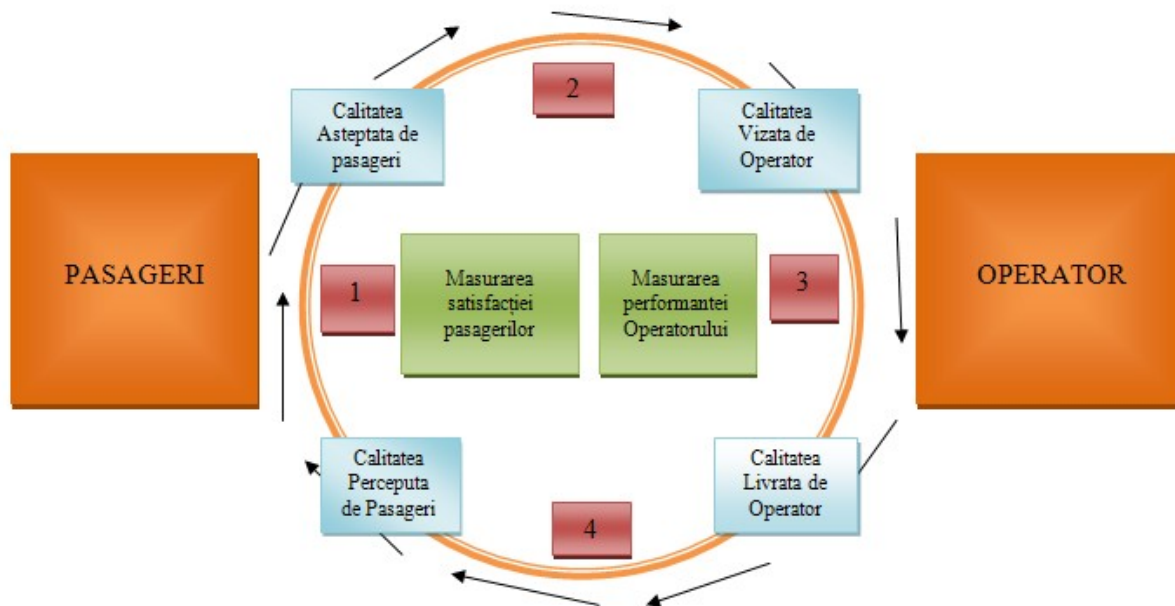 2
Calitatea
Asteptata de
pasageri
Calitatea
Vizata de
Operator
PASAGERI
1
Masurarea
satisfacției
pasagerilor
Masurarea
performantei
Operatorului
3
OPERATOR
Calitatea
Perceputa
de Pasageri
4
Calitatea
Livrata de
Operator